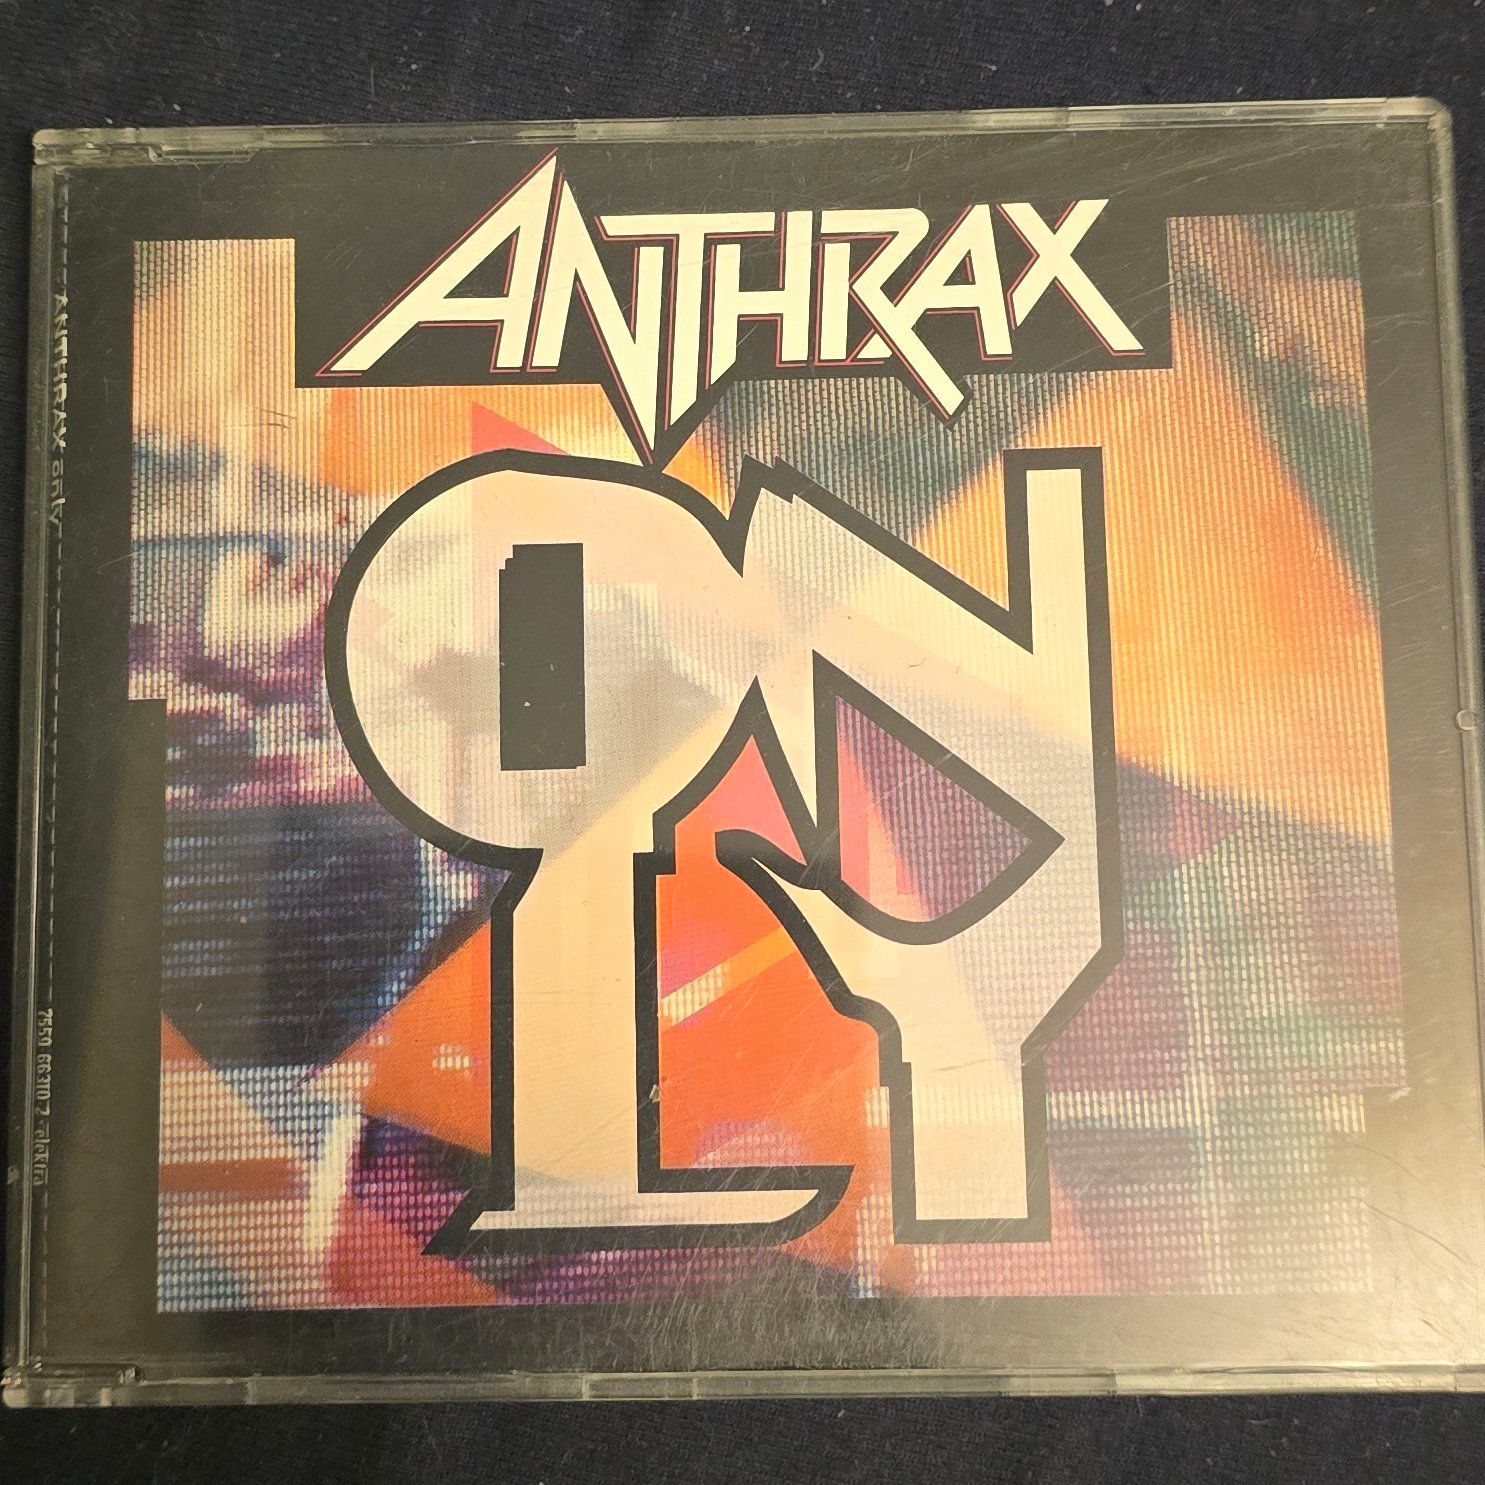 ANTHRAX
ONLY
ANTHRAX only
7559 66310 2 elektra